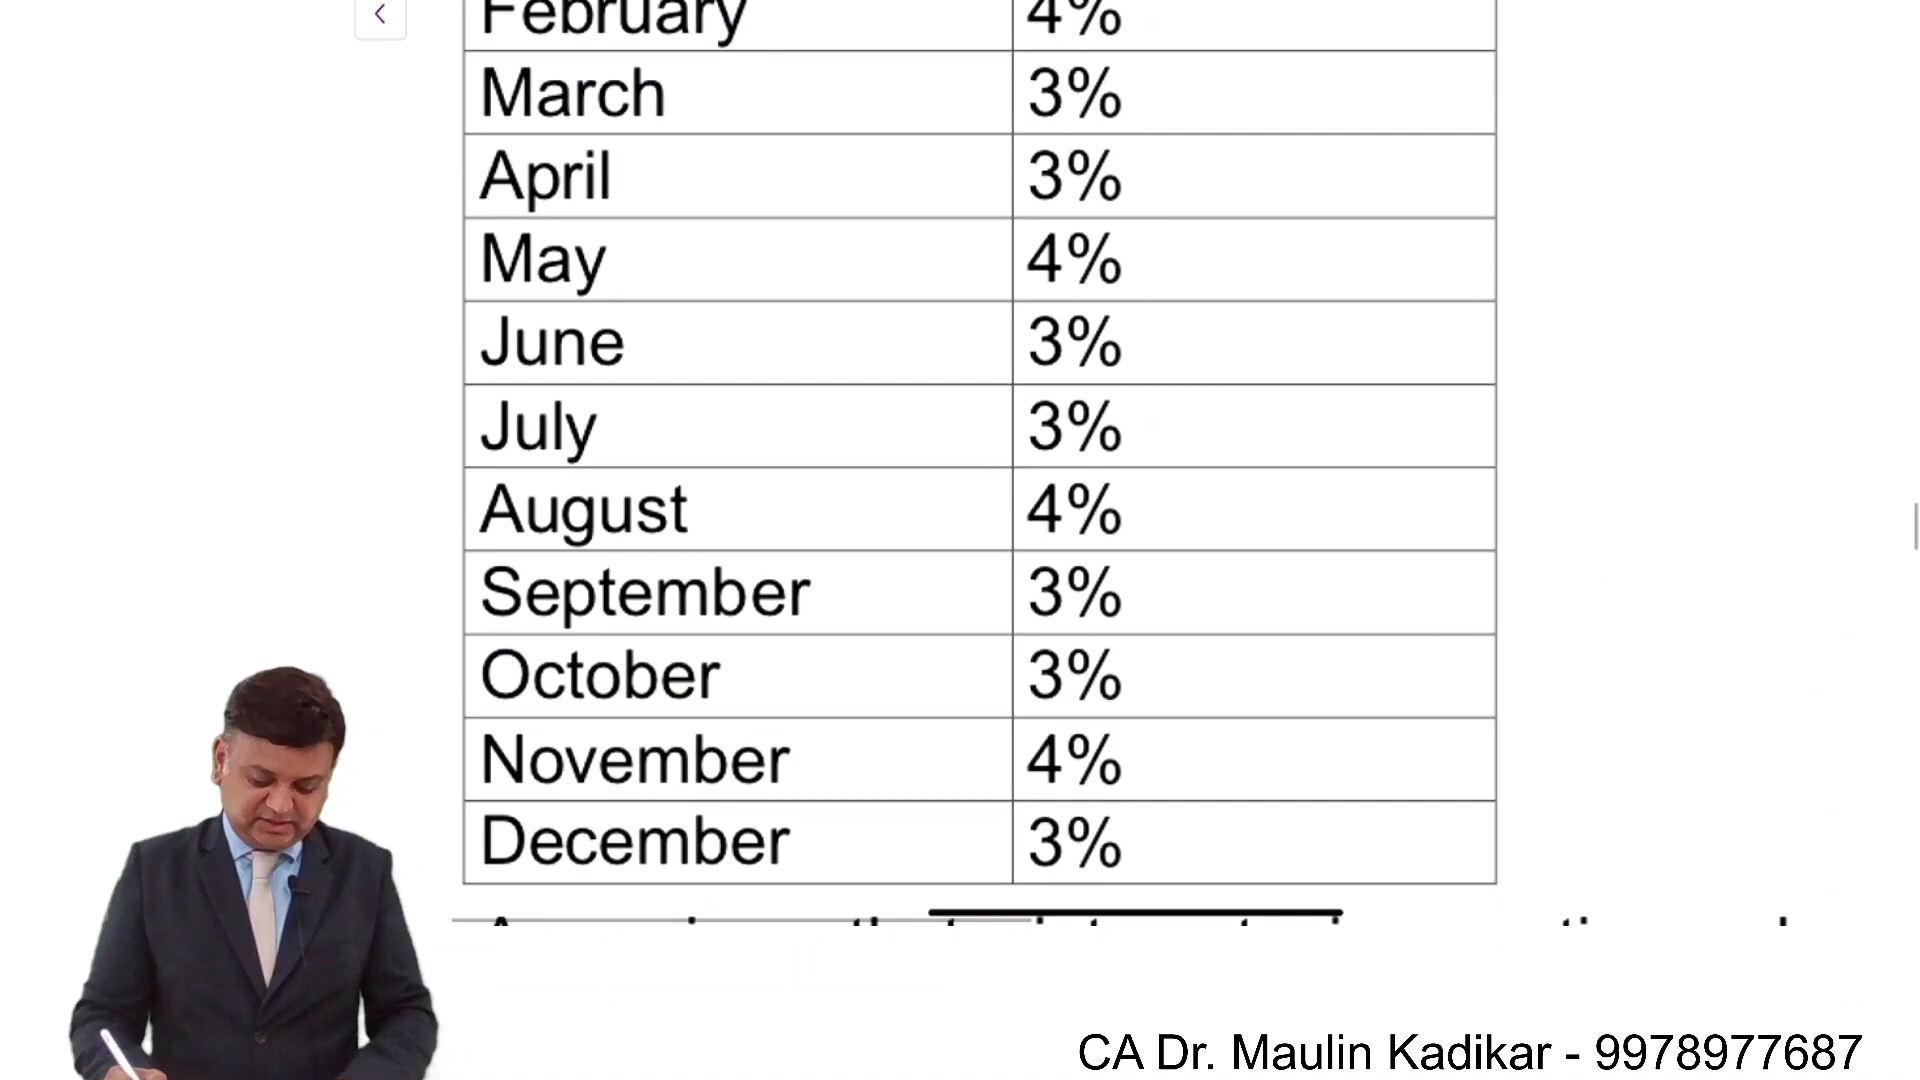 February 4%
March 3%
April 3%
May 4%
June 3%
July 3%
August 4%
September 3%
October 3%
November 4%
December 3%
CA Dr. Maulin Kadikar - 9978977687